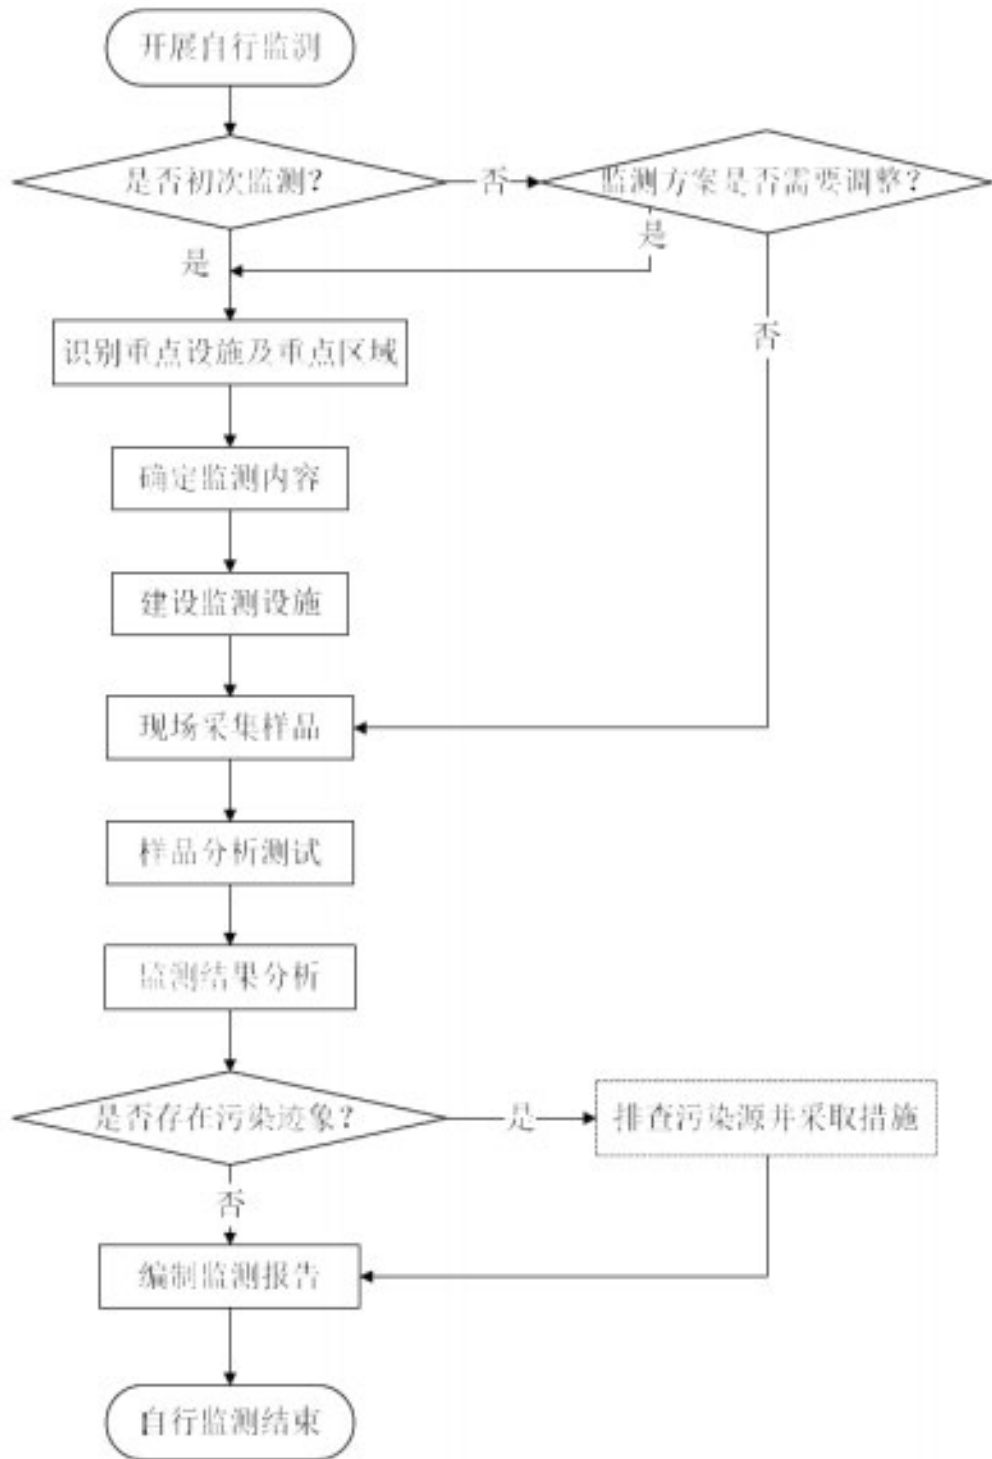 开展自行监测
是否初次监测？
否
监测方案是否需要调整？
是
是
否
识别重点设施及重点区域
确定监测内容
建设监测设施
现场采集样品
样品分析测试
监测结果分析
是否存在污染迹象？
是
排查污染源并采取措施
否
编制监测报告
自行监测结束